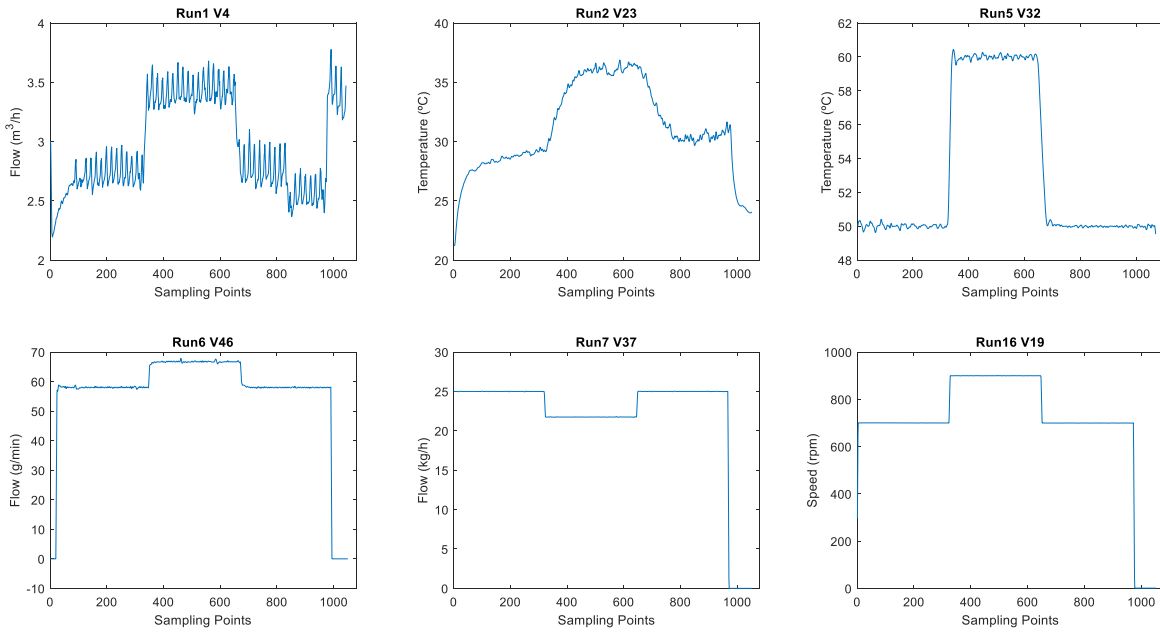 Run1 V4
4
3.5
3
2.5
2
Flow (m³/h)
0 200 400 600 800 1000
Sampling Points
Run2 V23
40
35
30
25
20
Temperature (ºC)
0 200 400 600 800 1000
Sampling Points
Run5 V32
62
60
58
56
54
52
50
48
Temperature (ºC)
0 200 400 600 800 1000
Sampling Points
Run6 V46
70
60
50
40
30
20
10
0
-10
Flow (g/min)
0 200 400 600 800 1000
Sampling Points
Run7 V37
30
25
20
15
10
5
0
Flow (kg/h)
0 200 400 600 800 1000
Sampling Points
Run16 V19
1000
800
600
400
200
0
Speed (rpm)
0 200 400 600 800 1000
Sampling Points